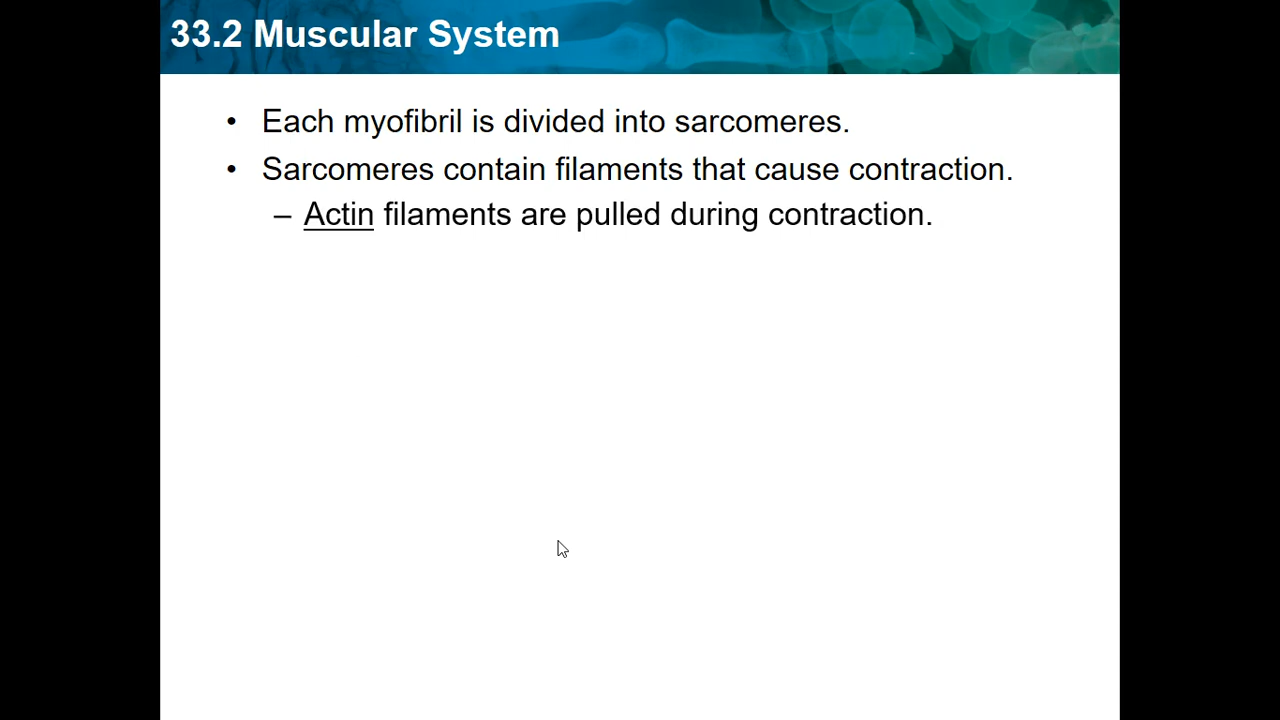 33.2 Muscular System
• Each myofibril is divided into sarcomeres.
• Sarcomeres contain filaments that cause contraction.
– Actin filaments are pulled during contraction.